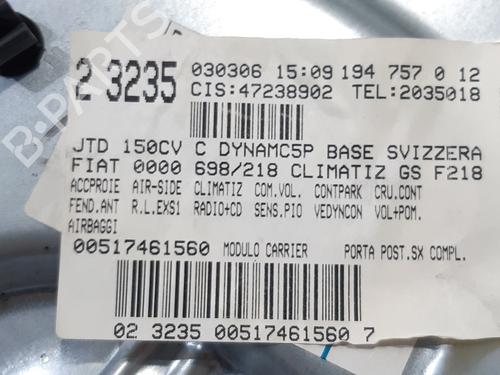 2 3235 030306 15:09 194 757 0 12
CIS:47238902 TEL:2035018
JTD 150CV C DYNAMC5P BASE SVIZZERA
FIAT 0000 698/218 CLIMATIZ GS F218
ACCPROIE AIR-SIDE CLIMATIZ COM.VOL. CONTPARK CRU.CONT
FEND.ANT R.L.EXS1 RADIO+CD SENS.PIO VEDYNCON VOL+POM.
AIRBAGGI
00517461560 MODULO CARRIER PORTA POST.SX COMPL.
02 3235 00517461560 7
B-PARTS